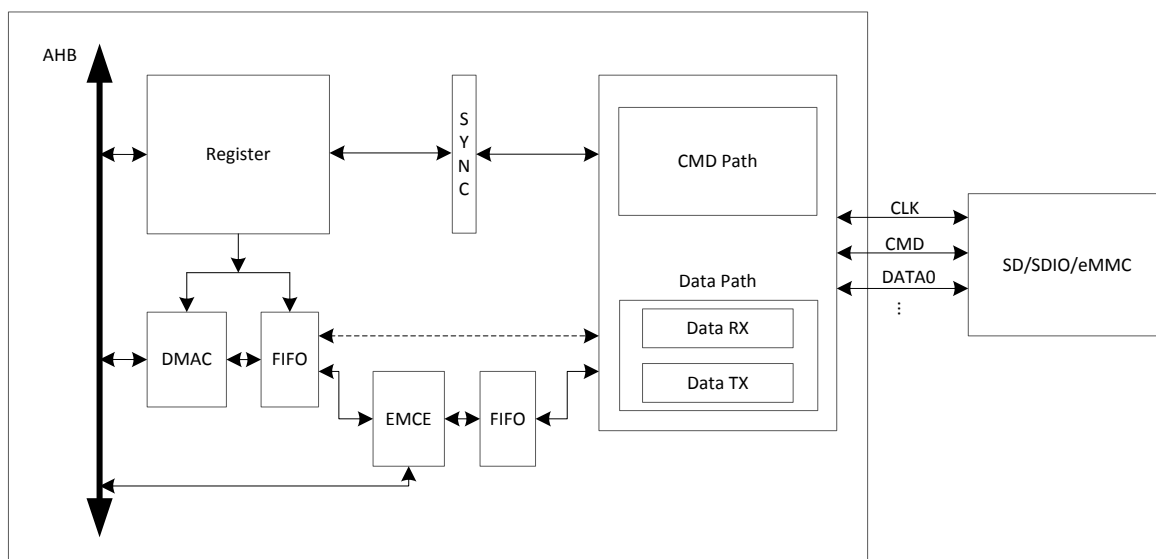 AHB
Register
S
Y
N
C
CMD Path
CLK
CMD
DATA0
...
SD/SDIO/eMMC
Data Path
Data RX
Data TX
DMAC
FIFO
EMCE
FIFO